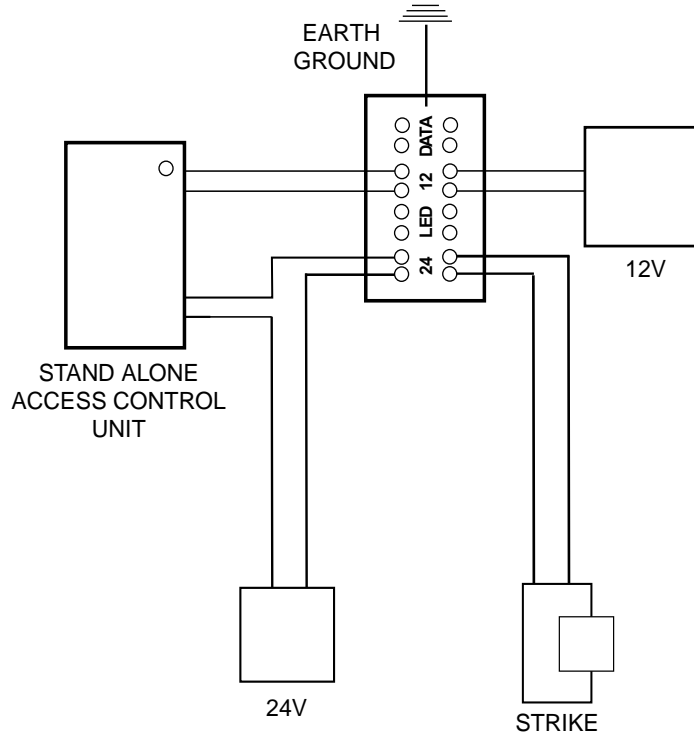 EARTH
GROUND
DATA
12
LED
24
12V
STAND ALONE
ACCESS CONTROL
UNIT
24V
STRIKE